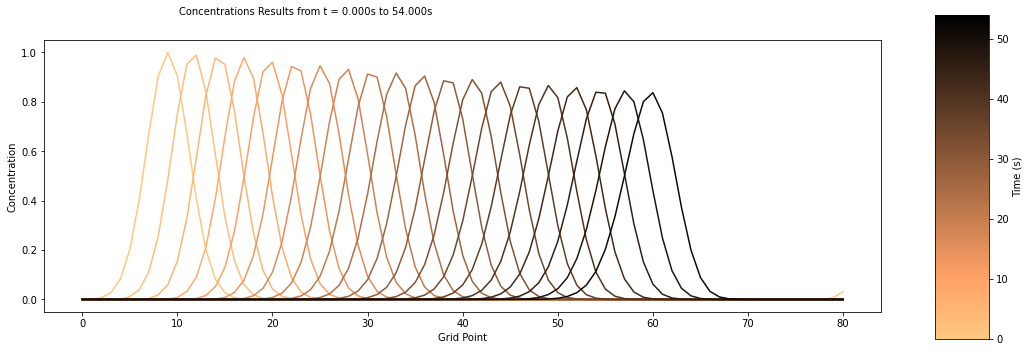 Concentrations Results from t = 0.000s to 54.000s
Concentration
1.0
0.8
0.6
0.4
0.2
0.0
0 10 20 30 40 50 60 70 80
Grid Point
50
40
30
20
10
0
Time (s)